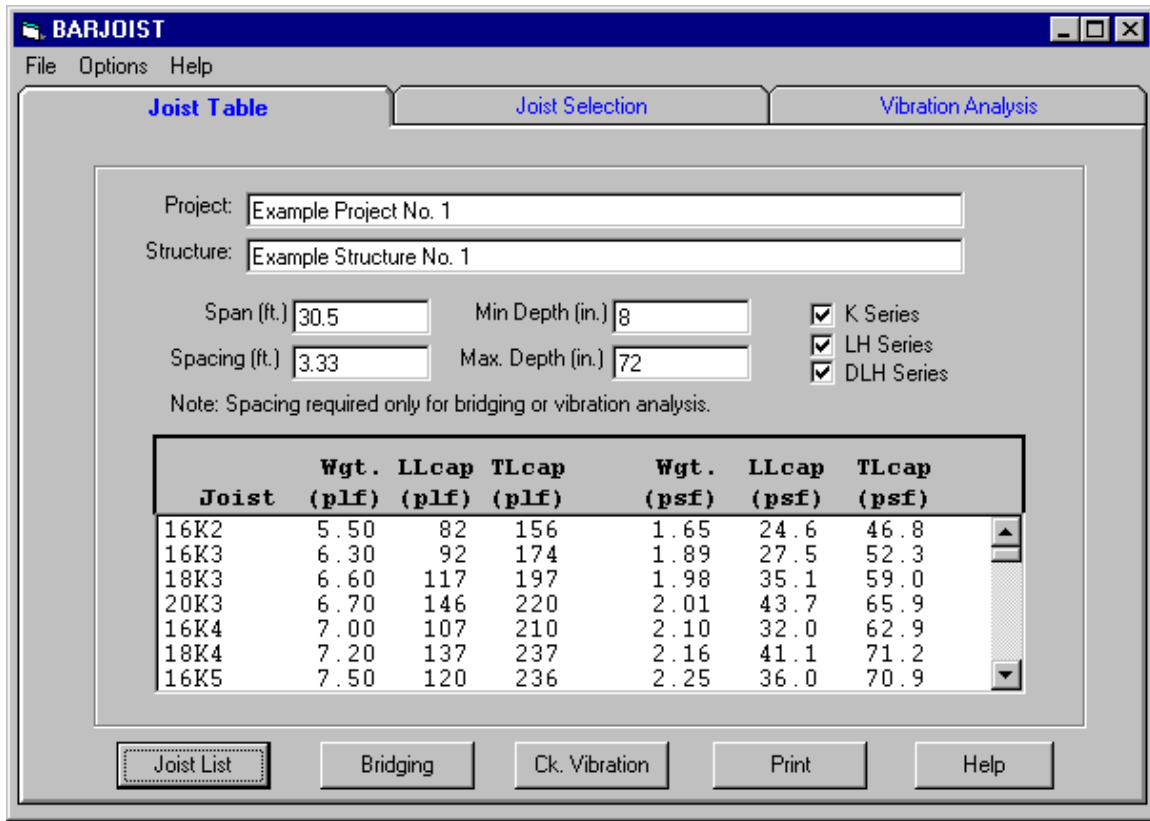 BARJOIST
File Options Help
Joist Table Joist Selection Vibration Analysis
Project: Example Project No. 1
Structure: Example Structure No. 1
Span (ft.) 30.5 Min Depth (in.) 8 K Series
Spacing (ft.) 3.33 Max. Depth (in.) 72 LH Series
DLH Series
Note: Spacing required only for bridging or vibration analysis.
Wgt. LLcap TLcap Wgt. LLcap TLcap
Joist (plf) (plf) (plf) (psf) (psf) (psf)
16K2 5.50 82 156 1.65 24.6 46.8
16K3 6.30 92 174 1.89 27.5 52.3
18K3 6.60 117 197 1.98 35.1 59.0
20K3 6.70 146 220 2.01 43.7 65.9
16K4 7.00 107 210 2.10 32.0 62.9
18K4 7.20 137 237 2.16 41.1 71.2
16K5 7.50 120 236 2.25 36.0 70.9
Joist List Bridging Ck. Vibration Print Help